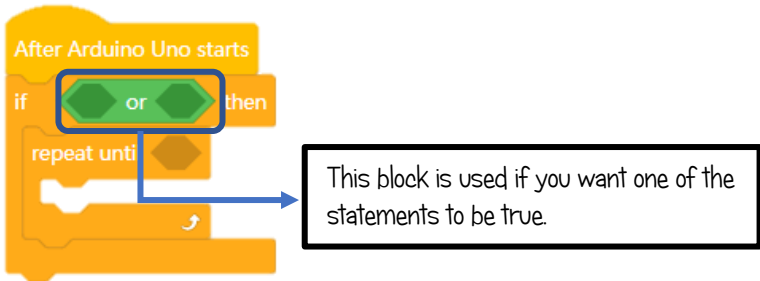 After Arduino Uno starts
if or then
repeat until
This block is used if you want one of the
statements to be true.